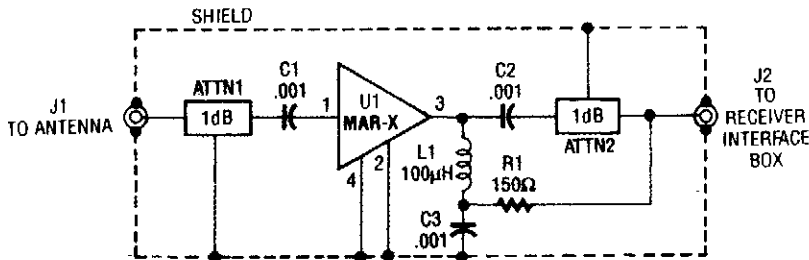 SHIELD
J1
TO ANTENNA
ATTN1
1dB
C1
.001
1
U1
MAR-X
3
2
4
C2
.001
1dB
ATTN2
L1
100µH
R1
150Ω
C3
.001
J2
TO
RECEIVER
INTERFACE
BOX